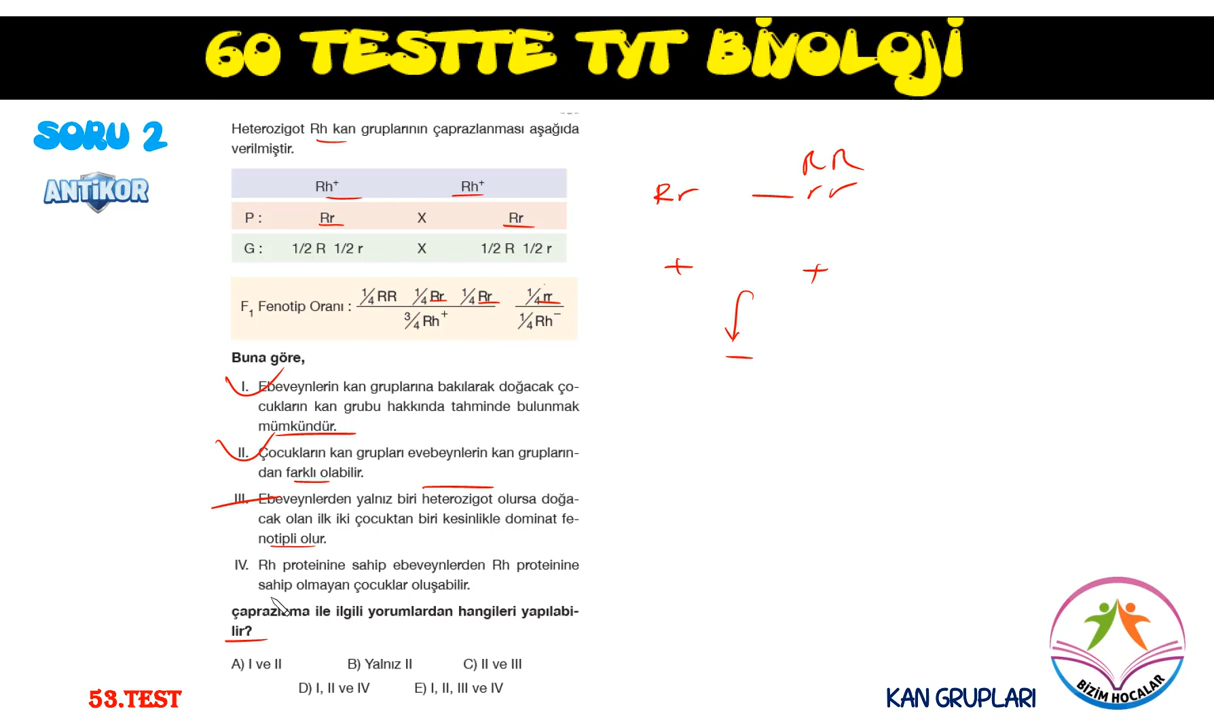 60 TESTTE TYT BİYOLOJİ
SORU 2
ANTİKOR
Heterozigot Rh kan gruplarının çaprazlanması aşağıda
verilmiştir.
Rh⁺ Rh⁺
P : Rr X Rr
G : 1/2 R 1/2 r X 1/2 R 1/2 r
F₁ Fenotip Oranı : 1/4 RR 1/4 Rr 1/4 Rr 1/4 rr
3/4 Rh⁺ 1/4 Rh⁻
Buna göre,
I. Ebeveynlerin kan gruplarına bakılarak doğacak ço-
cukların kan grubu hakkında tahminde bulunmak
mümkündür.
II. Çocukların kan grupları evebeynlerin kan grupların-
dan farklı olabilir.
III. Ebeveynlerden yalnız biri heterozigot olursa doğa-
cak olan ilk iki çocuktan biri kesinlikle dominat fe-
notipli olur.
IV. Rh proteinine sahip ebeveynlerden Rh proteinine
sahip olmayan çocuklar oluşabilir.
çaprazlama ile ilgili yorumlardan hangileri yapılabi-
lir?
A) I ve II B) Yalnız II C) II ve III
D) I, II ve IV E) I, II, III ve IV
RR
Rr — rr
+ +
—
53.TEST
KAN GRUPLARI
BİZİM HOCALAR